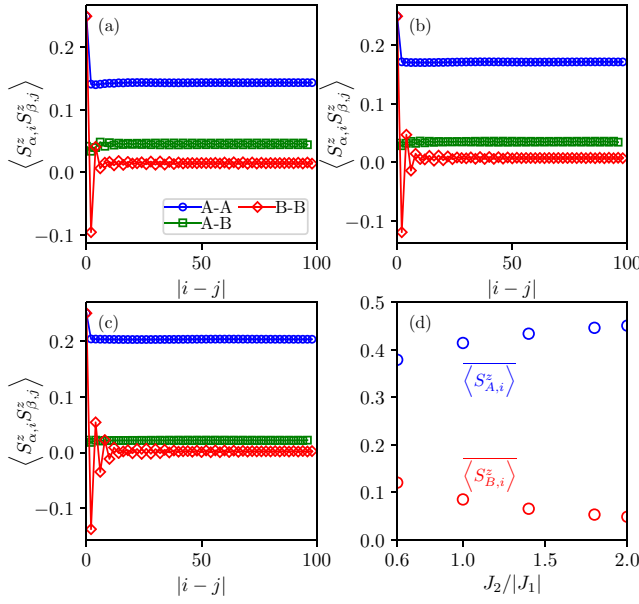 (a)
0.2
0.1
0.0
−0.1
⟨S^z_{α,i} S^z_{β,j}⟩
A-A
A-B
B-B
0
50
100
|i − j|
(b)
0.2
0.1
0.0
−0.1
⟨S^z_{α,i} S^z_{β,j}⟩
0
50
100
|i − j|
(c)
0.2
0.1
0.0
−0.1
⟨S^z_{α,i} S^z_{β,j}⟩
0
50
100
|i − j|
(d)
0.5
0.4
0.3
0.2
0.1
0.0
\overline{⟨S^z_{A,i}⟩}
\overline{⟨S^z_{B,i}⟩}
0.6
1.0
1.5
2.0
J_2/|J_1|